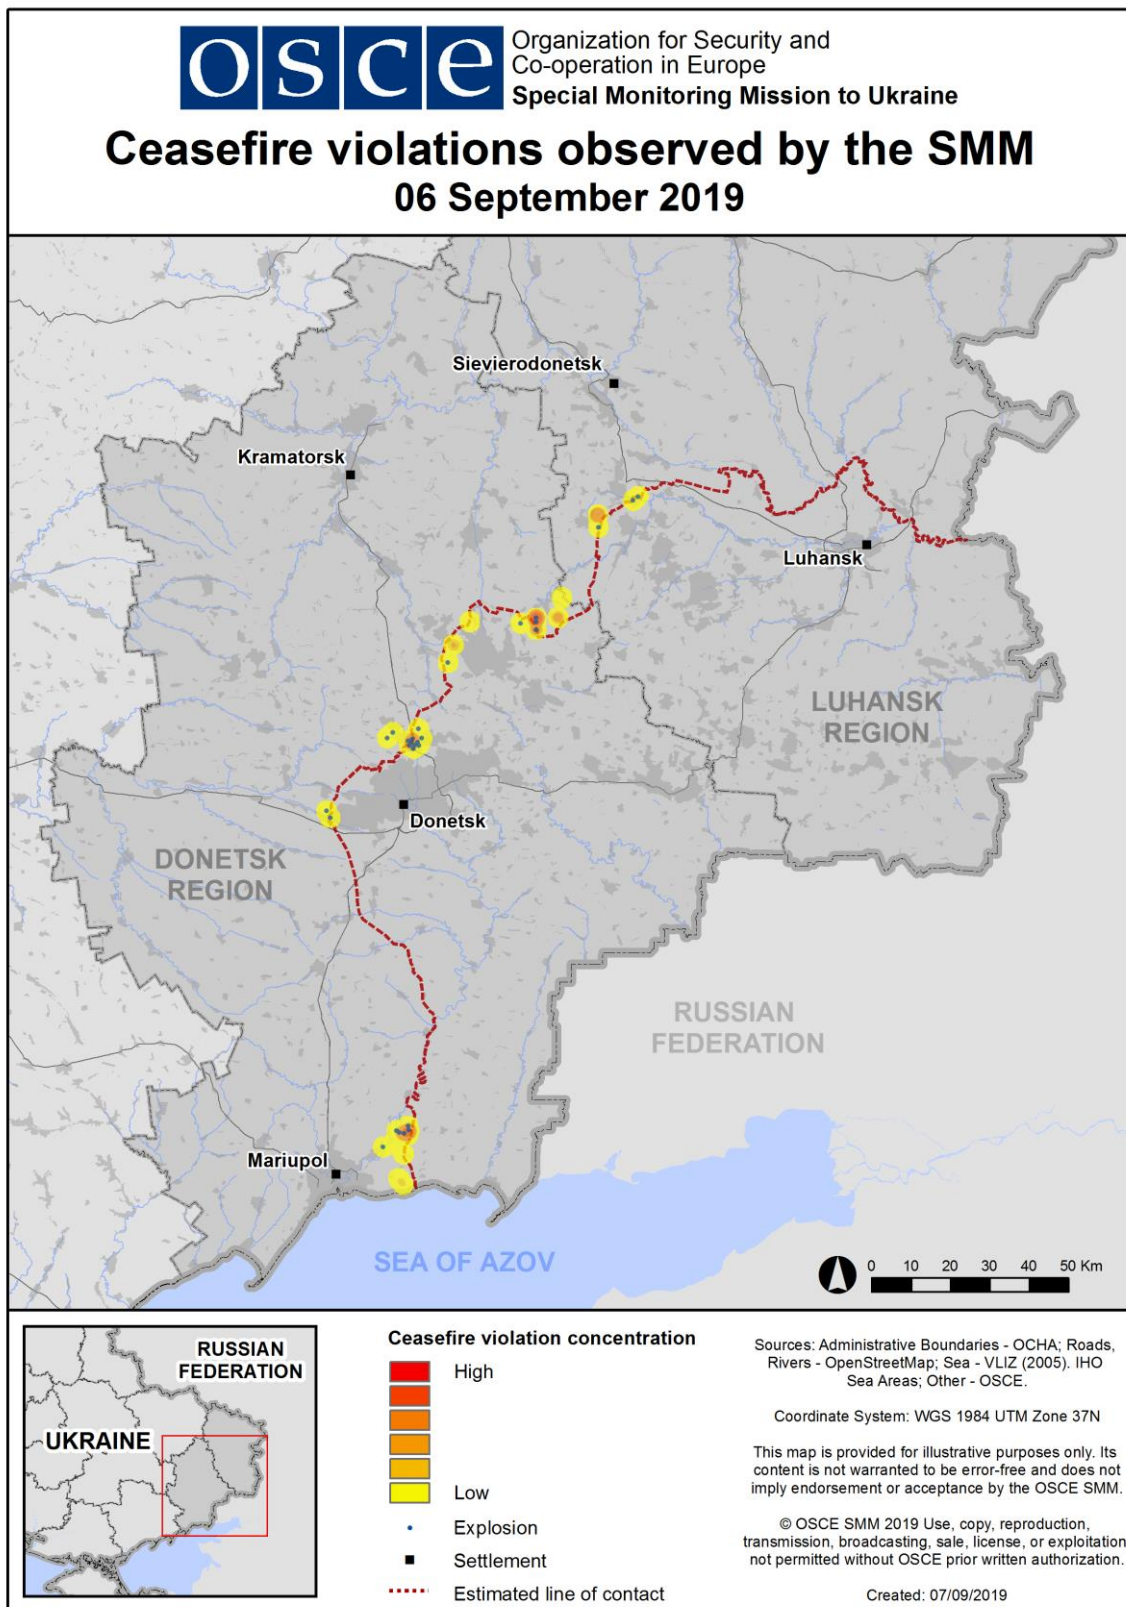 osce
Organization for Security and
Co-operation in Europe
Special Monitoring Mission to Ukraine
Ceasefire violations observed by the SMM
06 September 2019
Sievierodonetsk
Kramatorsk
Luhansk
LUHANSK
REGION
Donetsk
DONETSK
REGION
RUSSIAN
FEDERATION
Mariupol
SEA OF AZOV
0 10 20 30 40 50 Km
RUSSIAN
FEDERATION
UKRAINE
Ceasefire violation concentration
High
Low
Explosion
Settlement
Estimated line of contact
Sources: Administrative Boundaries - OCHA; Roads,
Rivers - OpenStreetMap; Sea - VLIZ (2005). IHO
Sea Areas; Other - OSCE.
Coordinate System: WGS 1984 UTM Zone 37N
This map is provided for illustrative purposes only. Its
content is not warranted to be error-free and does not
imply endorsement or acceptance by the OSCE SMM.
© OSCE SMM 2019 Use, copy, reproduction,
transmission, broadcasting, sale, license, or exploitation
not permitted without OSCE prior written authorization.
Created: 07/09/2019